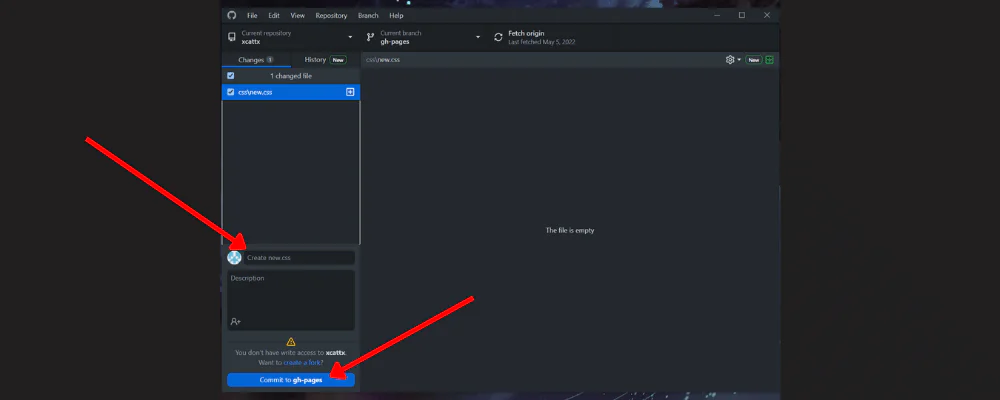 File Edit View Repository Branch Help
Current repository
xcattx
Current branch
gh-pages
Fetch origin
Last fetched May 5, 2022
Changes 1
History New
1 changed file
css\new.css
css\new.css
New
The file is empty
Create new.css
Description
You don't have write access to xcattx.
Want to create a fork?
Commit to gh-pages